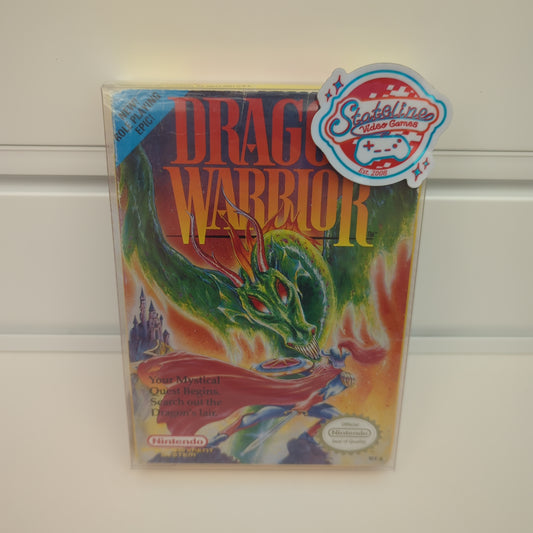 NEW!
ROLE PLAYING
EPIC!
DRAGO
WARRIOR
Stateline
Video Games
Est. 2008
Your Mystical
Quest Begins.
Search out the
Dragon's lair.
Nintendo
Official
Nintendo
Seal of Quality